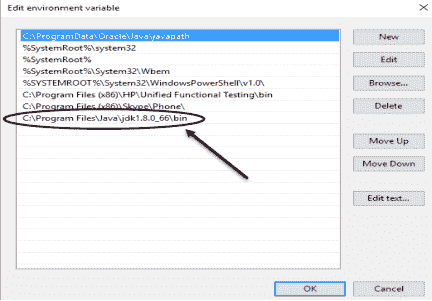 Edit environment variable
C:\ProgramData\Oracle\Java\javapath
%SystemRoot%\system32
%SystemRoot%
%SystemRoot%\System32\Wbem
%SYSTEMROOT%\System32\WindowsPowerShell\v1.0\
C:\Program Files (x86)\HP\Unified Functional Testing\bin
C:\Program Files (x86)\Skype\Phone\
C:\Program Files\Java\jdk1.8.0_66\bin
New
Edit
Browse...
Delete
Move Up
Move Down
Edit text...
OK
Cancel